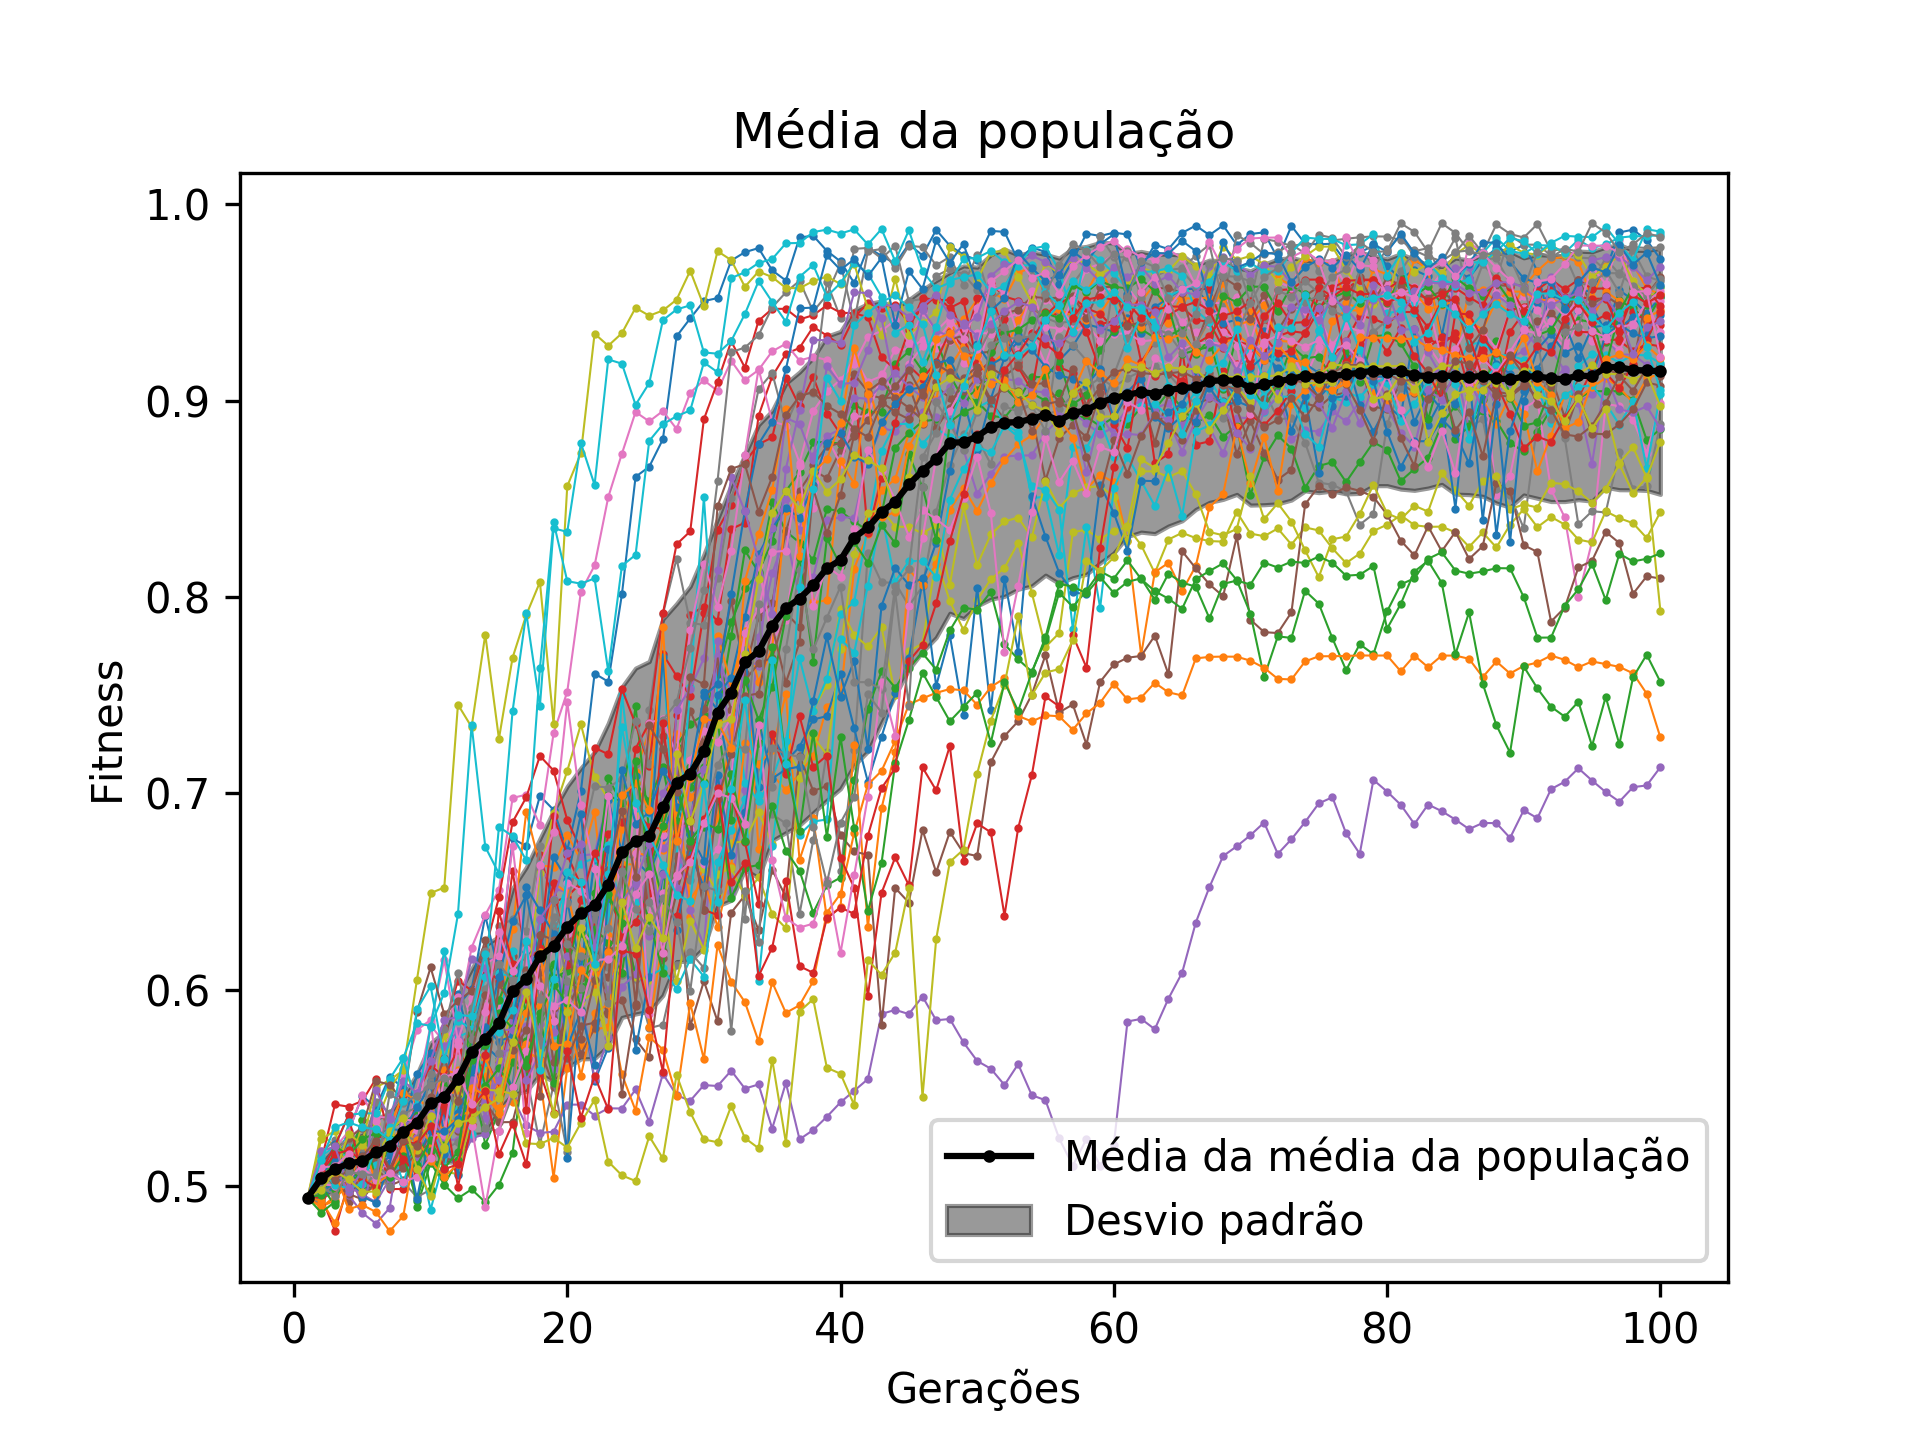 Média da população
1.0
0.9
0.8
0.7
0.6
0.5
Fitness
Média da média da população
Desvio padrão
0 20 40 60 80 100
Gerações